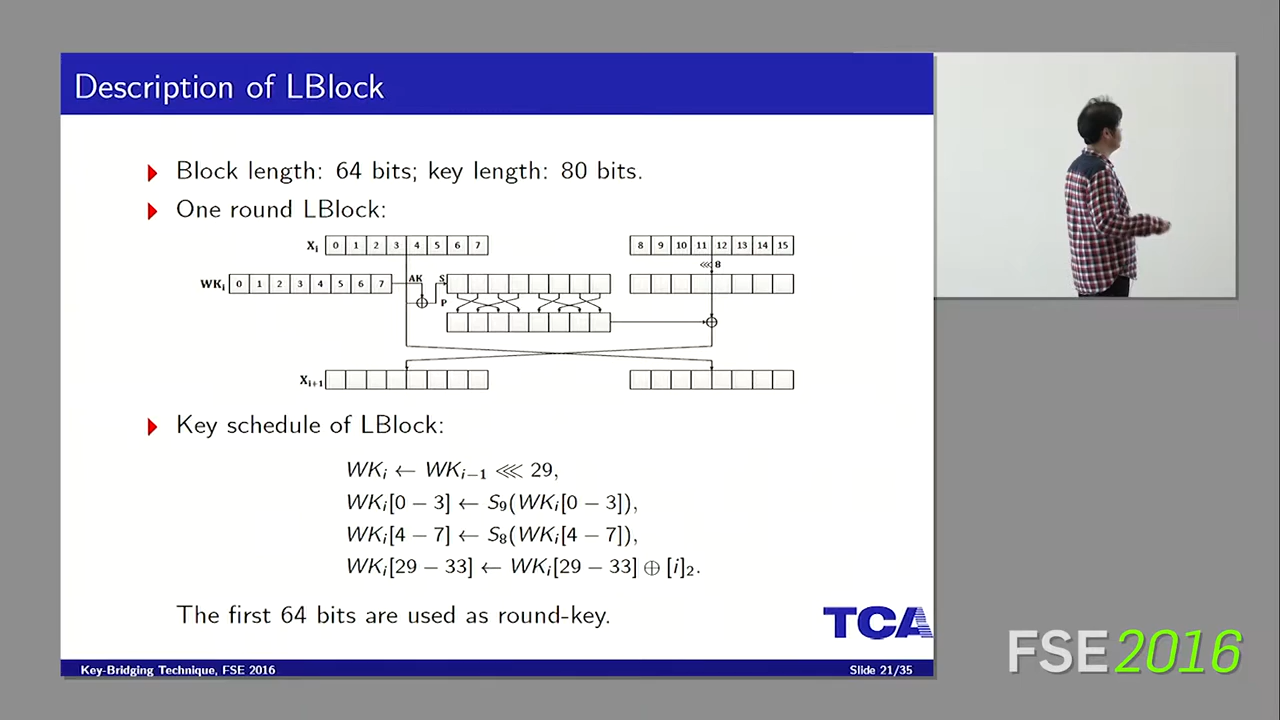 Description of LBlock
Block length: 64 bits; key length: 80 bits.
One round LBlock:
Xi 0 1 2 3 4 5 6 7 8 9 10 11 12 13 14 15
⋘ 8
WKi 0 1 2 3 4 5 6 7 AK S
P
Xi+1
Key schedule of LBlock:
WKi ← WKi−1 ⋘ 29,
WKi[0 − 3] ← S9(WKi[0 − 3]),
WKi[4 − 7] ← S8(WKi[4 − 7]),
WKi[29 − 33] ← WKi[29 − 33] ⊕ [i]2.
The first 64 bits are used as round-key.
TCA
Key-Bridging Technique, FSE 2016 Slide 21/35
FSE2016